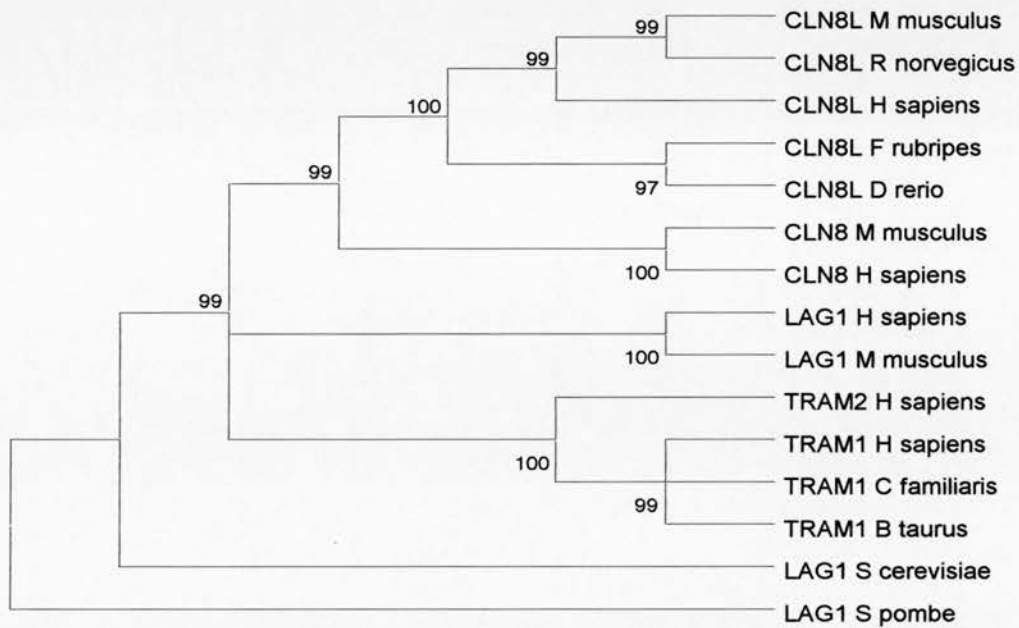 CLN8L M musculus
99
CLN8L R norvegicus
99
CLN8L H sapiens
100
CLN8L F rubripes
99
97
CLN8L D rerio
CLN8 M musculus
100
CLN8 H sapiens
99
LAG1 H sapiens
100
LAG1 M musculus
TRAM2 H sapiens
TRAM1 H sapiens
100
TRAM1 C familiaris
99
TRAM1 B taurus
LAG1 S cerevisiae
LAG1 S pombe